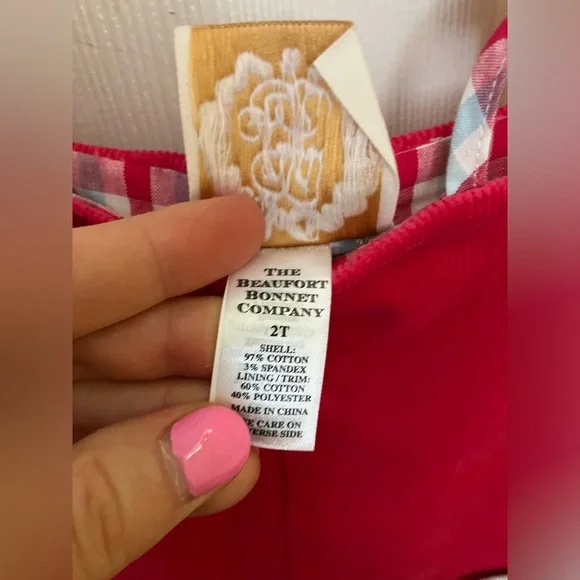 THE
BEAUFORT
BONNET
COMPANY
2T
SHELL:
97% COTTON
3% SPANDEX
LINING / TRIM:
60% COTTON
40% POLYESTER
MADE IN CHINA
CARE ON
SIDE